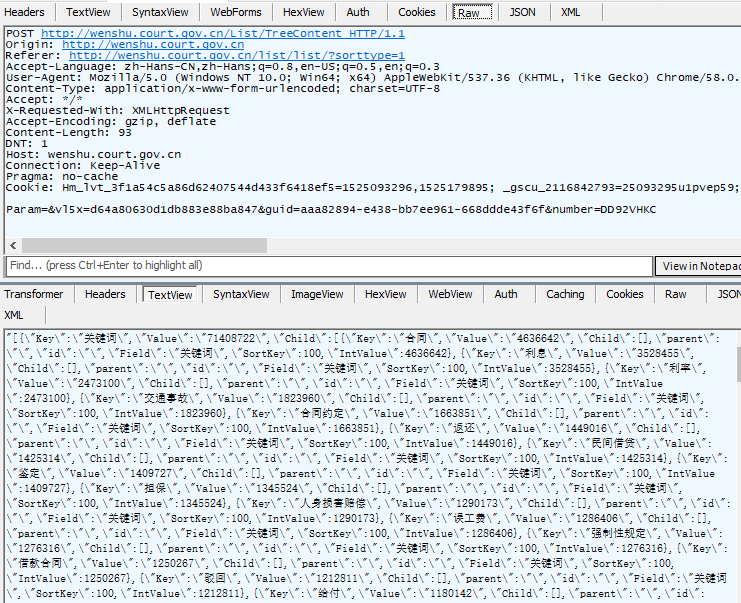 Headers TextView SyntaxView WebForms HexView Auth Cookies Raw JSON XML
POST http://wenshu.court.gov.cn/List/TreeContent HTTP/1.1
Origin: http://wenshu.court.gov.cn
Referer: http://wenshu.court.gov.cn/list/list/?sorttype=1
Accept-Language: zh-Hans-CN,zh-Hans;q=0.8,en-US;q=0.5,en;q=0.3
User-Agent: Mozilla/5.0 (Windows NT 10.0; Win64; x64) AppleWebKit/537.36 (KHTML, like Gecko) Chrome/58.0.
Content-Type: application/x-www-form-urlencoded; charset=UTF-8
Accept: */*
X-Requested-With: XMLHttpRequest
Accept-Encoding: gzip, deflate
Content-Length: 93
DNT: 1
Host: wenshu.court.gov.cn
Connection: Keep-Alive
Pragma: no-cache
Cookie: Hm_lvt_3f1a54c5a86d62407544d433f6418ef5=1525093296,1525179895; _gscu_2116842793=25093295u1pvep59;
Param=&vl5x=d64a80630d1db883e88ba847&guid=aaa82894-e438-bb7ee961-668ddde43f6f&number=DD92VHKC
Find... (press Ctrl+Enter to highlight all) View in Notepad
Transformer Headers TextView SyntaxView ImageView HexView WebView Auth Caching Cookies Raw JSON
XML
"[{\"Key\":\"关键词\",\"Value\":\"71408722\",\"Child\":[{\"Key\":\"合同\",\"Value\":\"4636642\",\"Child\":[],\"parent\":
\"\",\"id\":\"\",\"Field\":\"关键词\",\"SortKey\":100,\"IntValue\":4636642},{\"Key\":\"利息\",\"Value\":\"3528455\",
\"Child\":[],\"parent\":\"\",\"id\":\"\",\"Field\":\"关键词\",\"SortKey\":100,\"IntValue\":3528455},{\"Key\":\"利率\",
\"Value\":\"2473100\",\"Child\":[],\"parent\":\"\",\"id\":\"\",\"Field\":\"关键词\",\"SortKey\":100,\"IntValue
\":2473100},{\"Key\":\"交通事故\",\"Value\":\"1823960\",\"Child\":[],\"parent\":\"\",\"id\":\"\",\"Field\":\"关键词\",
\"SortKey\":100,\"IntValue\":1823960},{\"Key\":\"合同约定\",\"Value\":\"1663851\",\"Child\":[],\"parent\":\"\",\"id\":
\"\",\"Field\":\"关键词\",\"SortKey\":100,\"IntValue\":1663851},{\"Key\":\"返还\",\"Value\":\"1449016\",\"Child\":[],
\"parent\":\"\",\"id\":\"\",\"Field\":\"关键词\",\"SortKey\":100,\"IntValue\":1449016},{\"Key\":\"民间借贷\",\"Value\":
\"1425314\",\"Child\":[],\"parent\":\"\",\"id\":\"\",\"Field\":\"关键词\",\"SortKey\":100,\"IntValue\":1425314},{\"Key\":
\"鉴定\",\"Value\":\"1409727\",\"Child\":[],\"parent\":\"\",\"id\":\"\",\"Field\":\"关键词\",\"SortKey\":100,\"IntValue
\":1409727},{\"Key\":\"担保\",\"Value\":\"1345524\",\"Child\":[],\"parent\":\"\",\"id\":\"\",\"Field\":\"关键词\",
\"SortKey\":100,\"IntValue\":1345524},{\"Key\":\"人身损害赔偿\",\"Value\":\"1290173\",\"Child\":[],\"parent\":\"\",\"id
\":\"\",\"Field\":\"关键词\",\"SortKey\":100,\"IntValue\":1290173},{\"Key\":\"误工费\",\"Value\":\"1286406\",\"Child\":[],
\"parent\":\"\",\"id\":\"\",\"Field\":\"关键词\",\"SortKey\":100,\"IntValue\":1286406},{\"Key\":\"强制性规定\",\"Value\":
\"1276316\",\"Child\":[],\"parent\":\"\",\"id\":\"\",\"Field\":\"关键词\",\"SortKey\":100,\"IntValue\":1276316},{\"Key\":
\"借款合同\",\"Value\":\"1250267\",\"Child\":[],\"parent\":\"\",\"id\":\"\",\"Field\":\"关键词\",\"SortKey\":100,
\"IntValue\":1250267},{\"Key\":\"驳回\",\"Value\":\"1212811\",\"Child\":[],\"parent\":\"\",\"id\":\"\",\"Field\":\"关键词
\",\"SortKey\":100,\"IntValue\":1212811},{\"Key\":\"给付\",\"Value\":\"1180142\",\"Child\":[],\"parent\":\"\",\"id\":